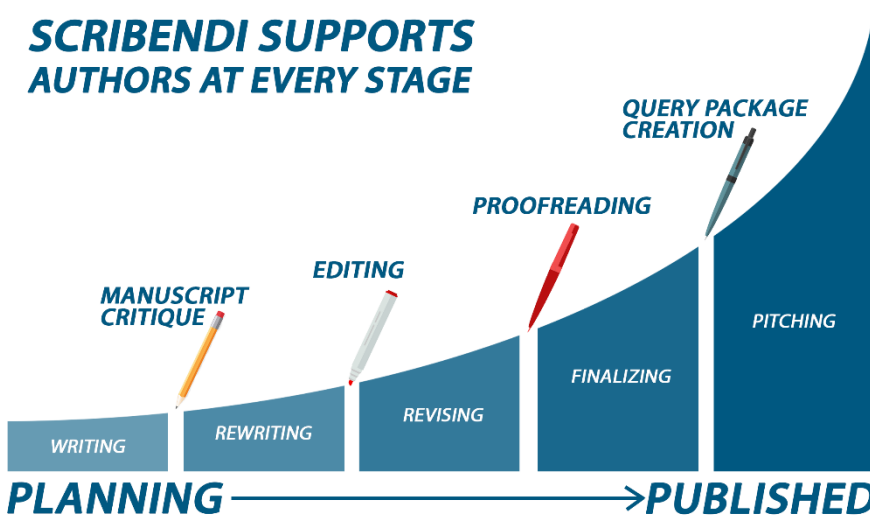 SCRIBENDI SUPPORTS
AUTHORS AT EVERY STAGE
QUERY PACKAGE
CREATION
PROOFREADING
EDITING
MANUSCRIPT
CRITIQUE
WRITING
REWRITING
REVISING
FINALIZING
PITCHING
PLANNING
PUBLISHED